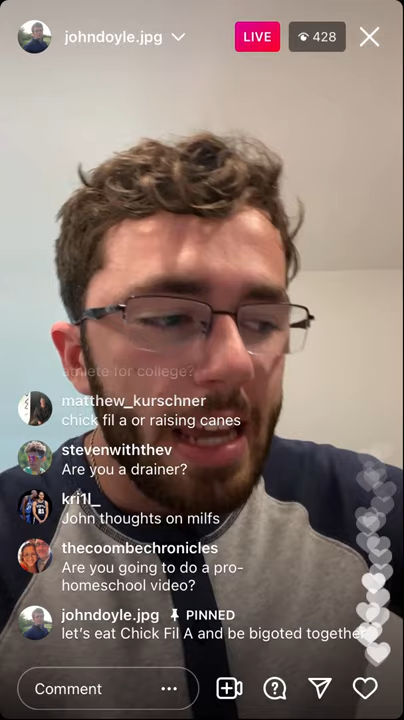 johndoyle.jpg
LIVE
428
athlete for college?
matthew_kurschner
chick fil a or raising canes
stevenwiththev
Are you a drainer?
kri1l_
John thoughts on milfs
thecoombechronicles
Are you going to do a pro-
homeschool video?
johndoyle.jpg PINNED
let's eat Chick Fil A and be bigoted together
Comment